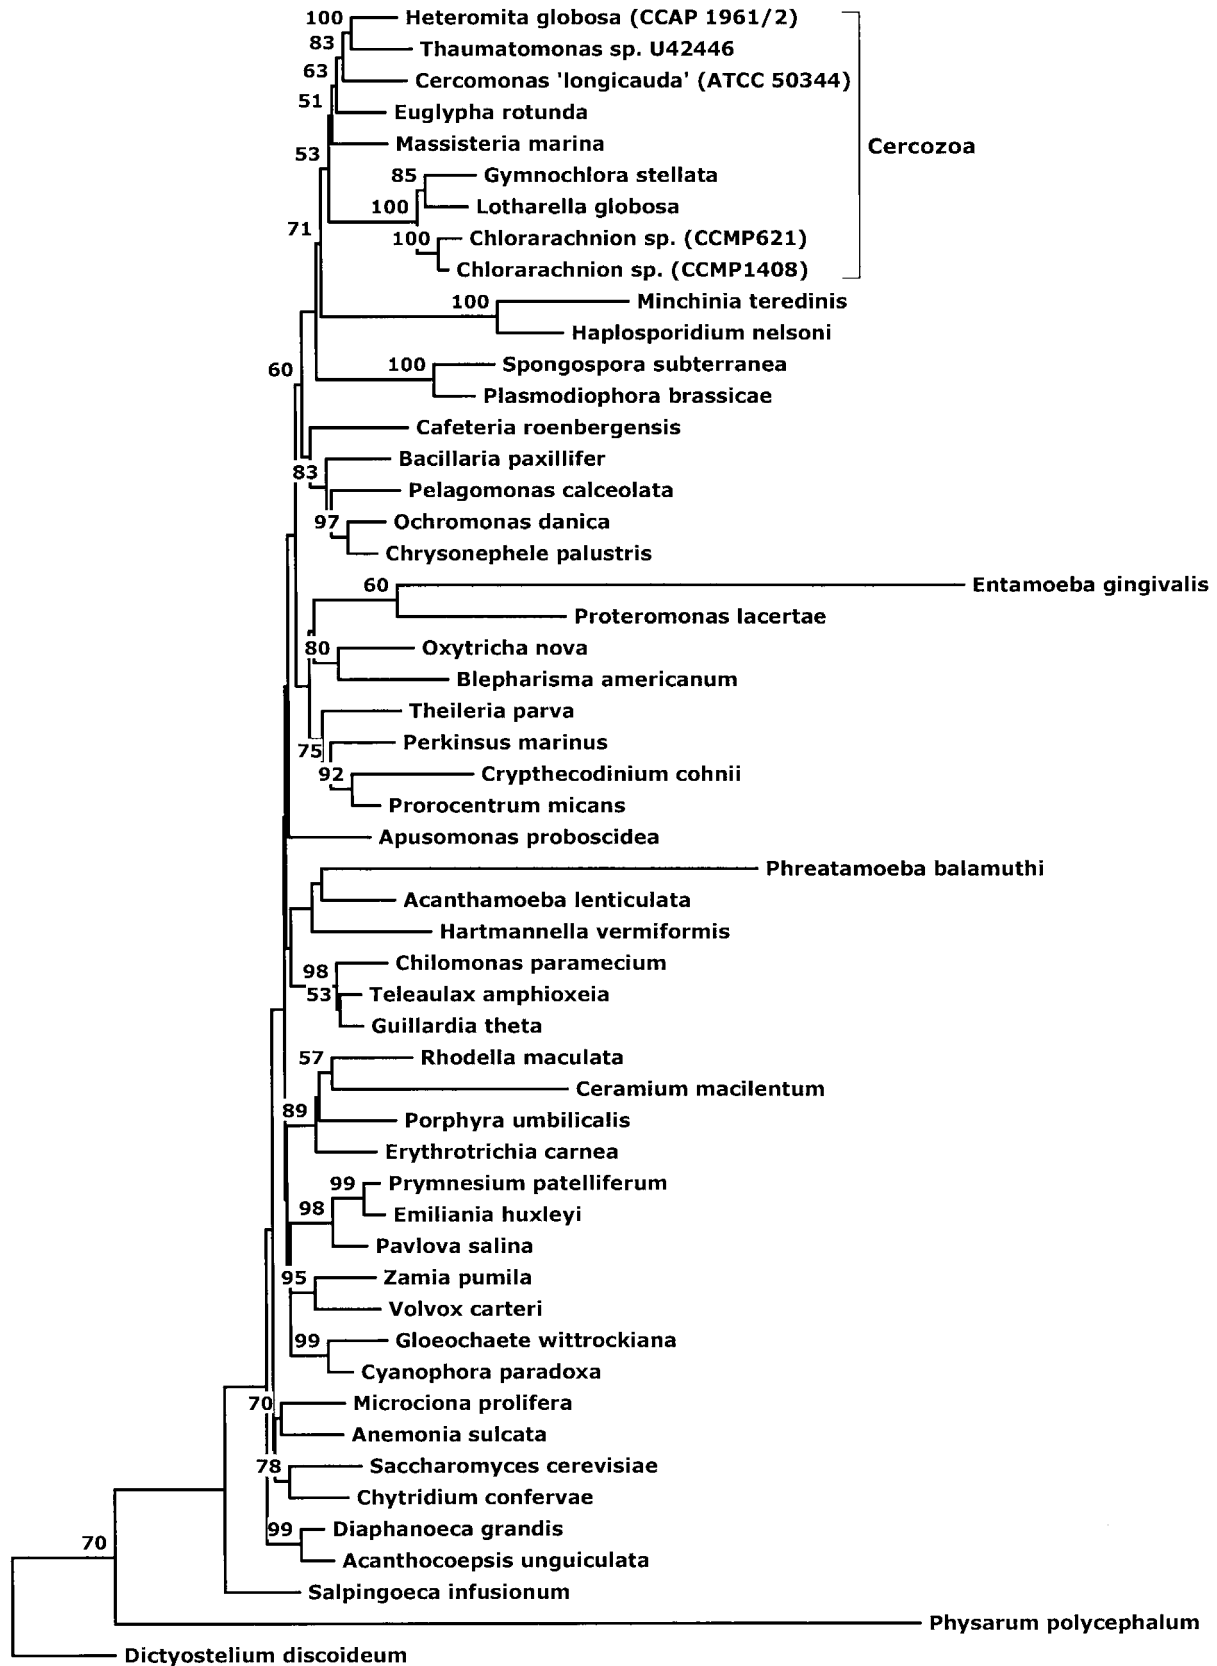 100 Heteromita globosa (CCAP 1961/2)
83 Thaumatomonas sp. U42446
63 Cercomonas 'longicauda' (ATCC 50344)
51 Euglypha rotunda
Massisteria marina
Cercozoa
53
85 Gymnochlora stellata
100 Lotharella globosa
71
100 Chlorarachnion sp. (CCMP621)
Chlorarachnion sp. (CCMP1408)
100 Minchinia teredinis
Haplosporidium nelsoni
60
100 Spongospora subterranea
Plasmodiophora brassicae
Cafeteria roenbergensis
83 Bacillaria paxillifer
Pelagomonas calceolata
97 Ochromonas danica
Chrysonephele palustris
60 Entamoeba gingivalis
Proteromonas lacertae
80 Oxytricha nova
Blepharisma americanum
Theileria parva
75 Perkinsus marinus
92 Crypthecodinium cohnii
Prorocentrum micans
Apusomonas proboscidea
Phreatamoeba balamuthi
Acanthamoeba lenticulata
Hartmannella vermiformis
98 Chilomonas paramecium
53 Teleaulax amphioxeia
Guillardia theta
57 Rhodella maculata
Ceramium macilentum
89 Porphyra umbilicalis
Erythrotrichia carnea
99 Prymnesium patelliferum
98 Emiliania huxleyi
Pavlova salina
95 Zamia pumila
Volvox carteri
99 Gloeochaete wittrockiana
Cyanophora paradoxa
70 Microciona prolifera
Anemonia sulcata
78 Saccharomyces cerevisiae
Chytridium confervae
99 Diaphanoeca grandis
70 Acanthocoepsis unguiculata
Salpingoeca infusionum
Physarum polycephalum
Dictyostelium discoideum